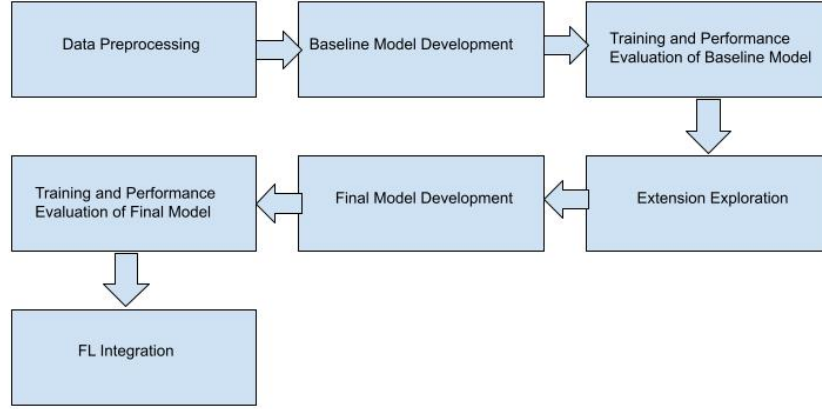 Data Preprocessing
Baseline Model Development
Training and Performance
Evaluation of Baseline Model
Extension Exploration
Final Model Development
Training and Performance
Evaluation of Final Model
FL Integration